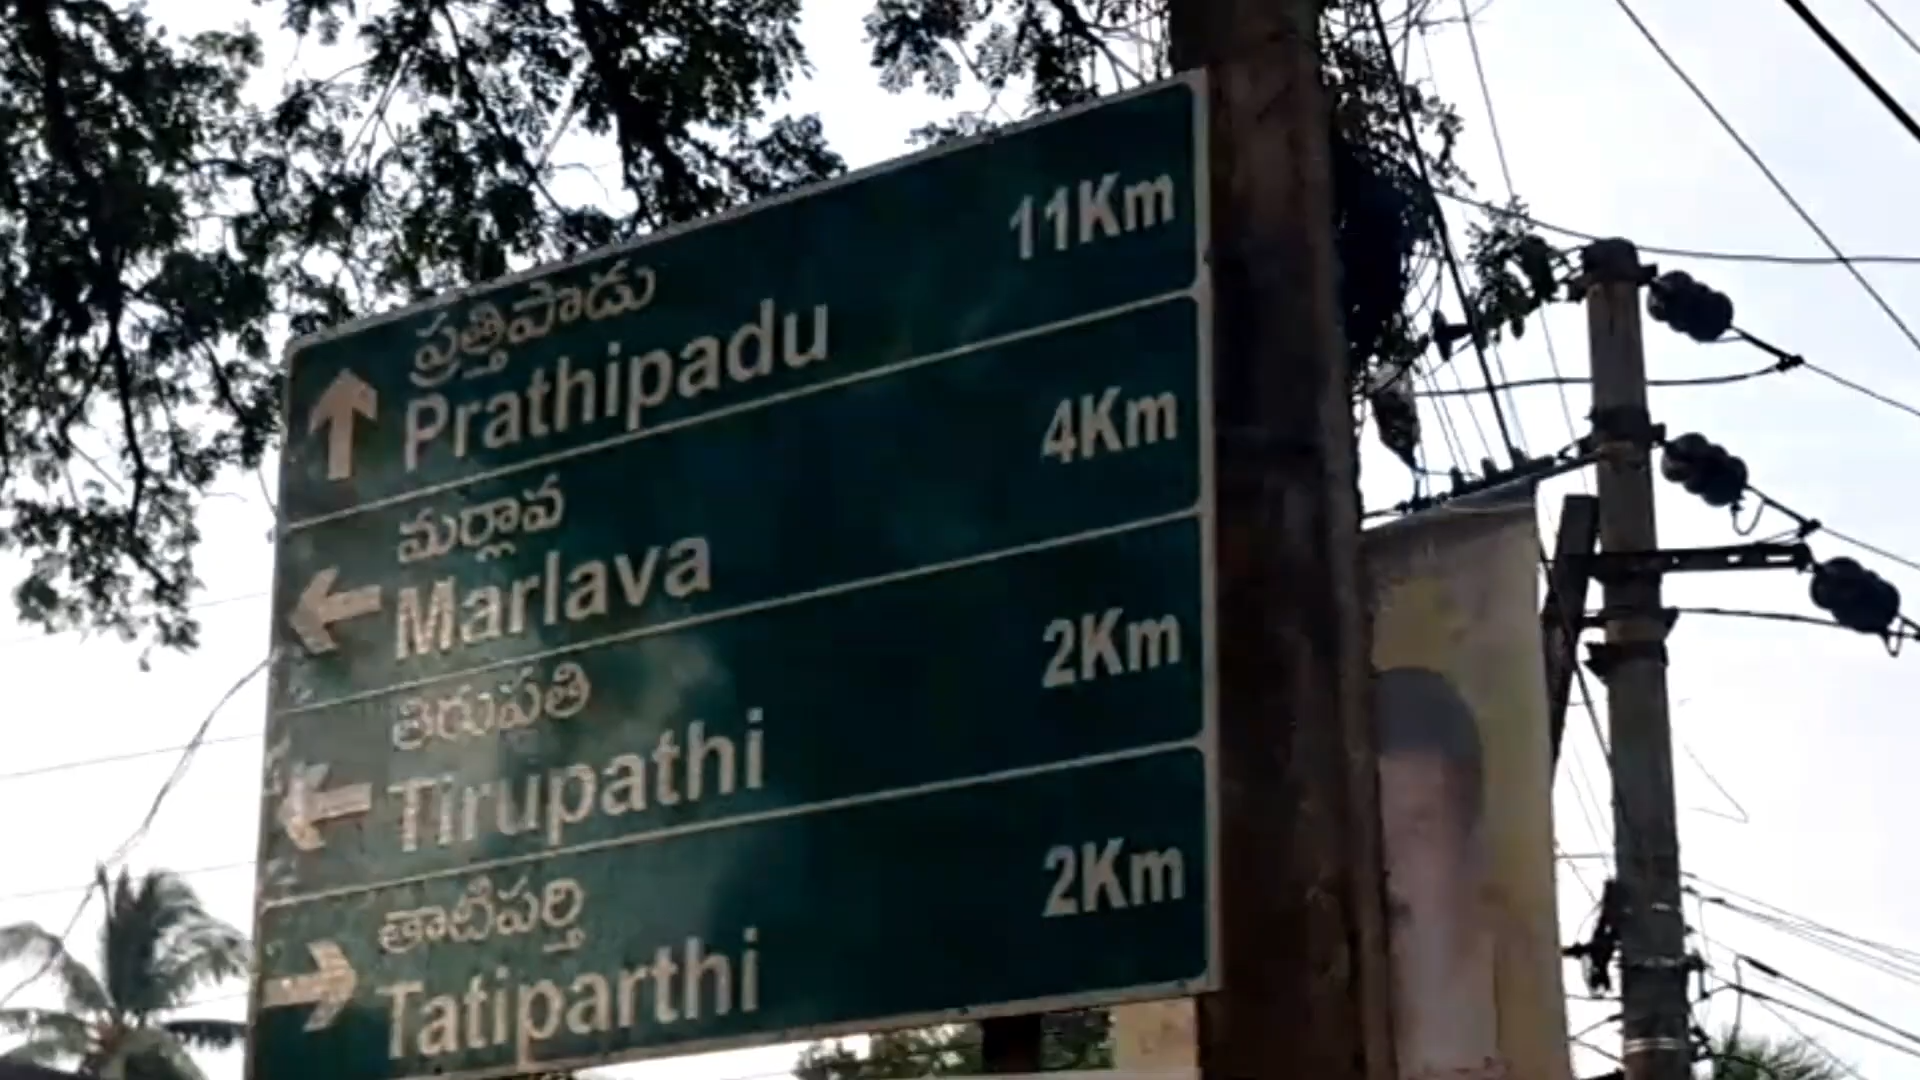 ప్రత్తిపాడు
Prathipadu 11Km
మర్లావ
Marlava 4Km
తిరుపతి
Tirupathi 2Km
తాటిపర్తి
Tatiparthi 2Km